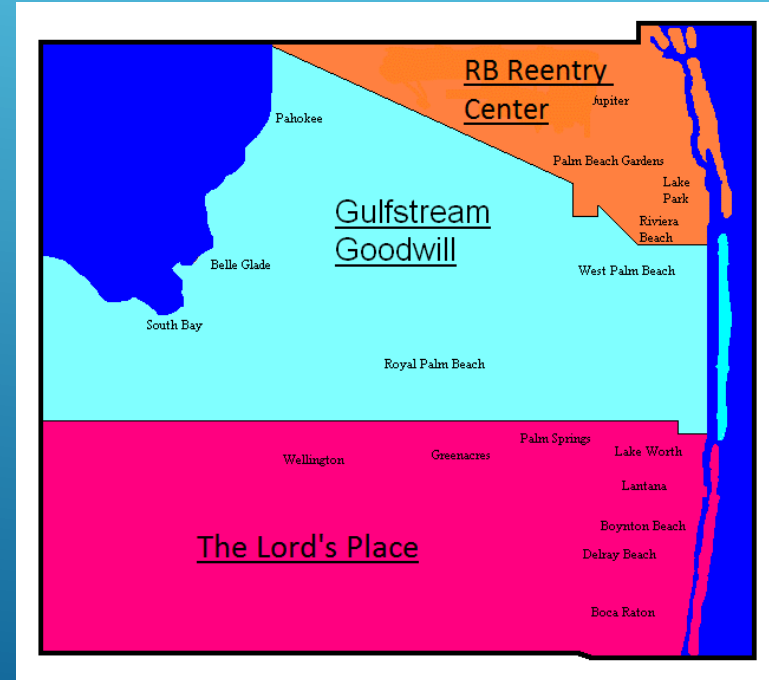 RB Reentry
Center
Jupiter
Pahokee
Palm Beach Gardens
Lake
Park
Riviera
Beach
Gulfstream
Goodwill
Belle Glade
West Palm Beach
South Bay
Royal Palm Beach
Palm Springs
Wellington
Greenacres
Lake Worth
Lantana
Boynton Beach
The Lord's Place
Delray Beach
Boca Raton